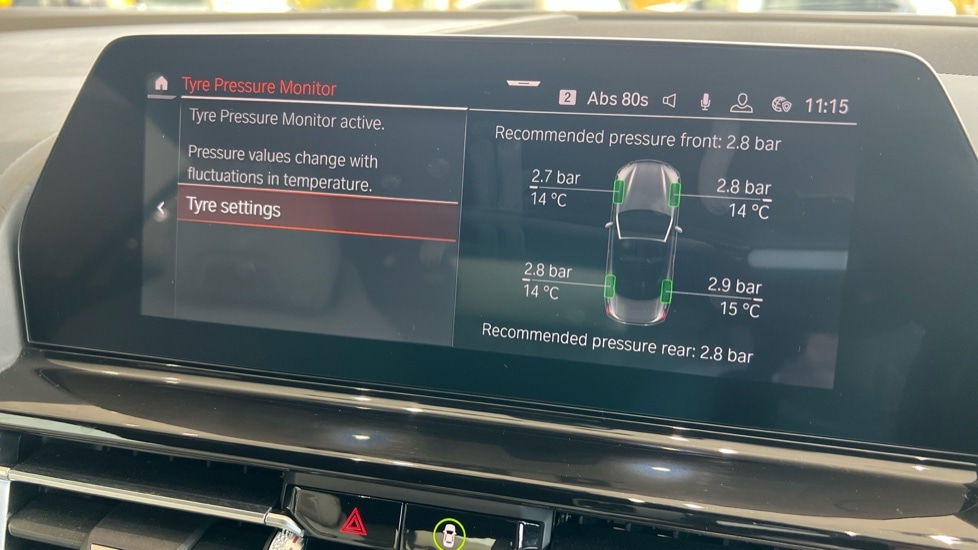 Tyre Pressure Monitor
2 Abs 80s 11:15
Tyre Pressure Monitor active.
Pressure values change with
fluctuations in temperature.
Tyre settings
Recommended pressure front: 2.8 bar
2.7 bar
14 °C
2.8 bar
14 °C
2.8 bar
14 °C
2.9 bar
15 °C
Recommended pressure rear: 2.8 bar